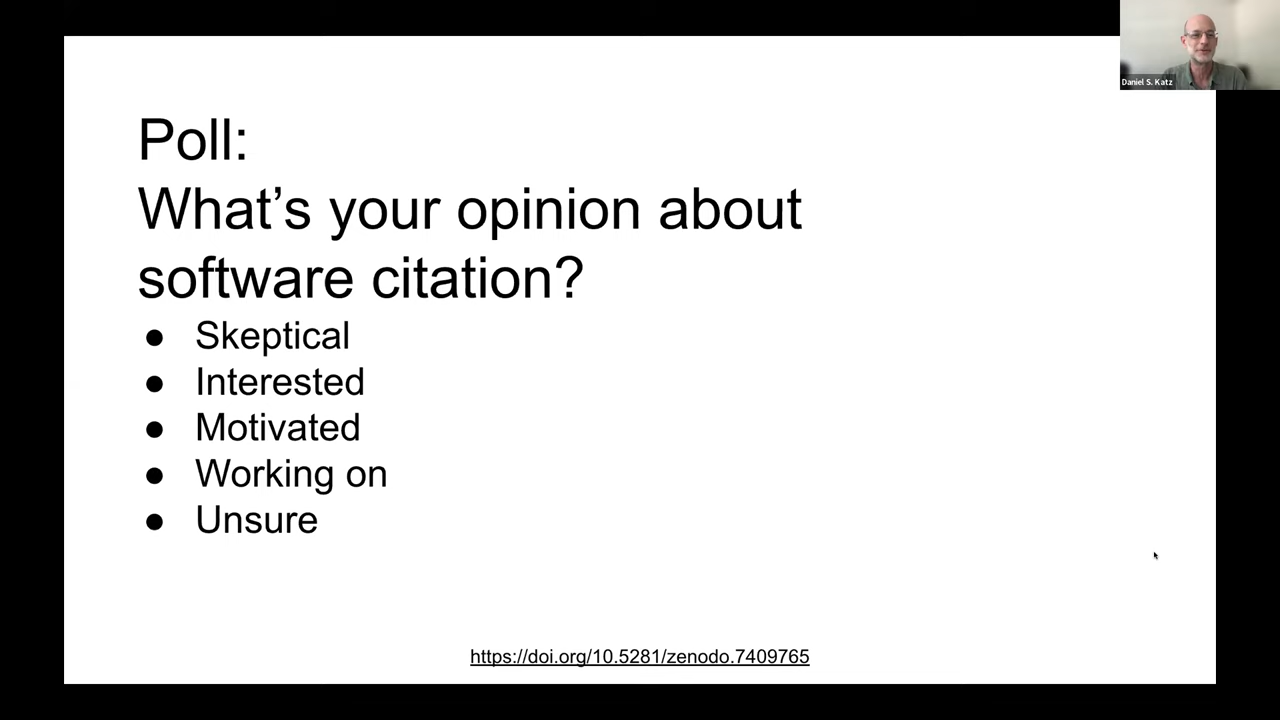 Daniel S. Katz
Poll:
What's your opinion about
software citation?
● Skeptical
● Interested
● Motivated
● Working on
● Unsure
https://doi.org/10.5281/zenodo.7409765